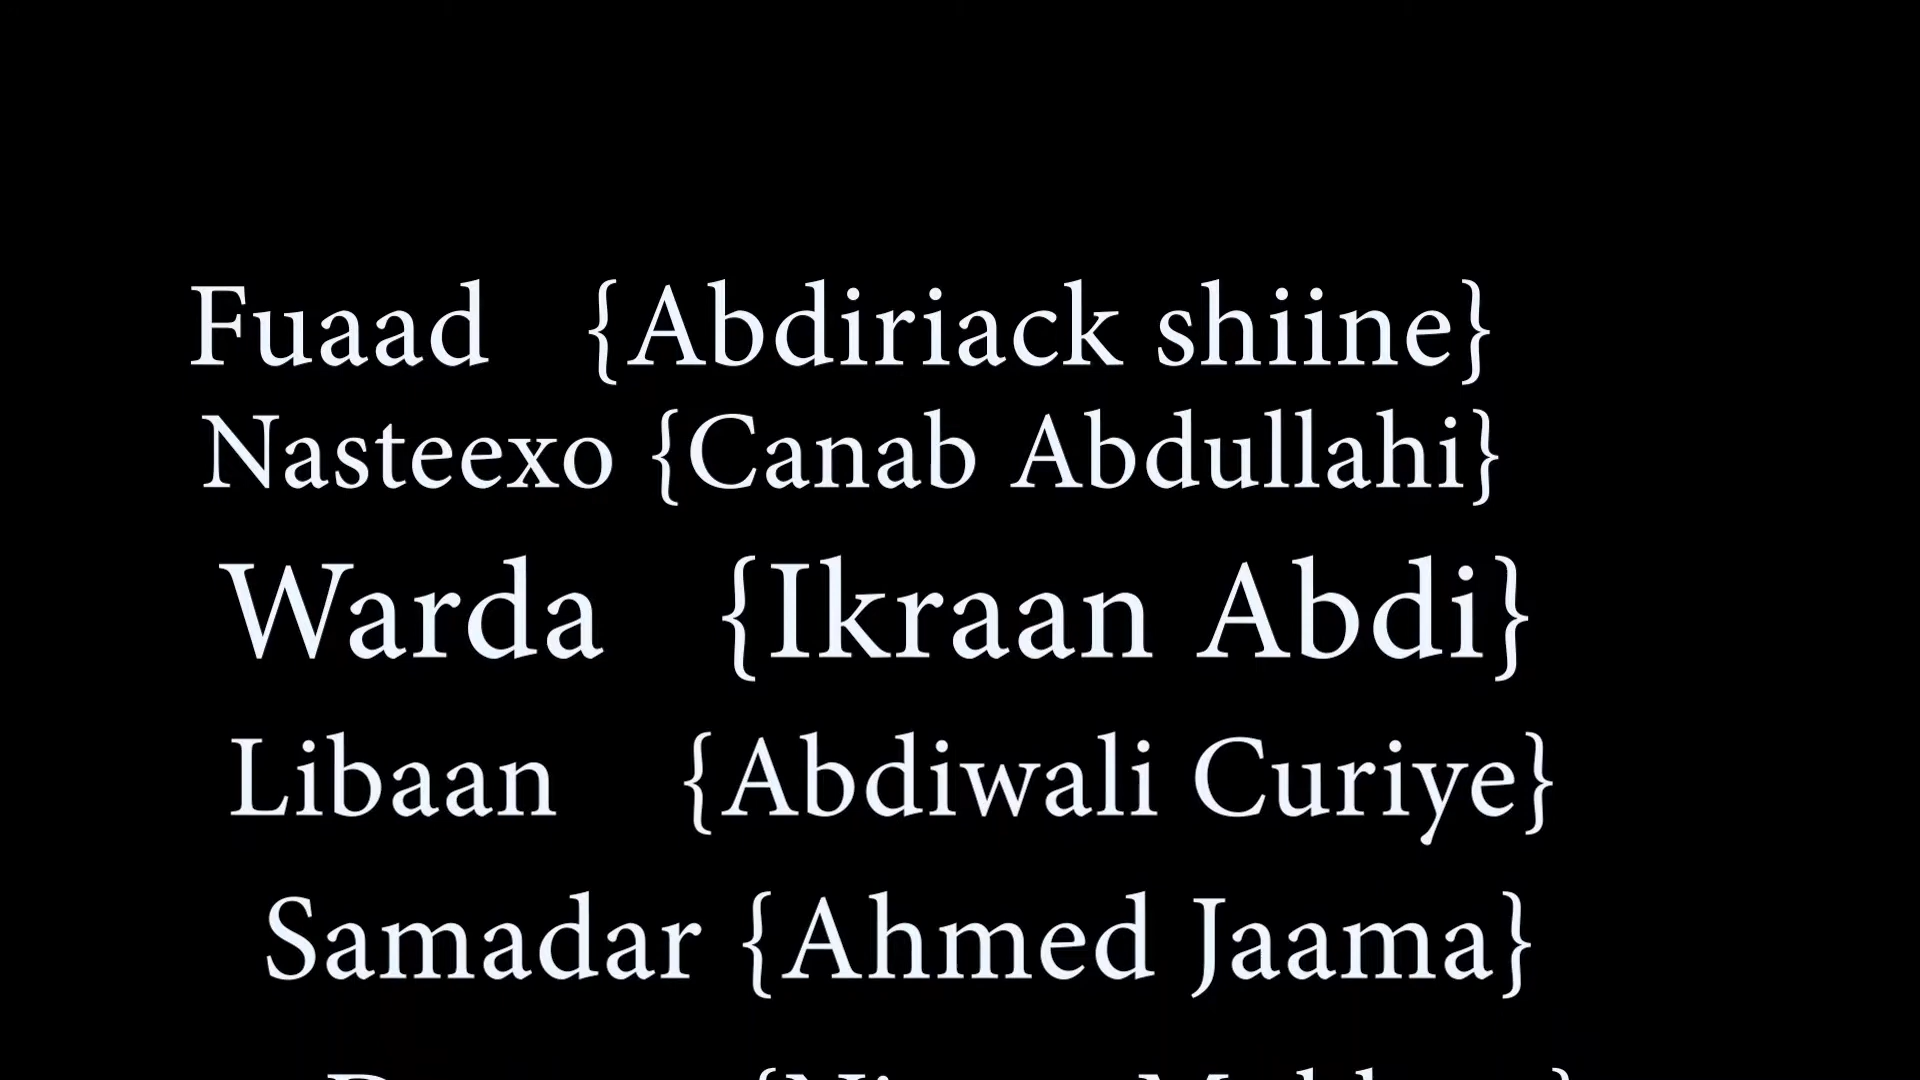 Fuaad {Abdiriack shiine}
Nasteexo {Canab Abdullahi}
Warda {Ikraan Abdi}
Libaan {Abdiwali Curiye}
Samadar {Ahmed Jaama}